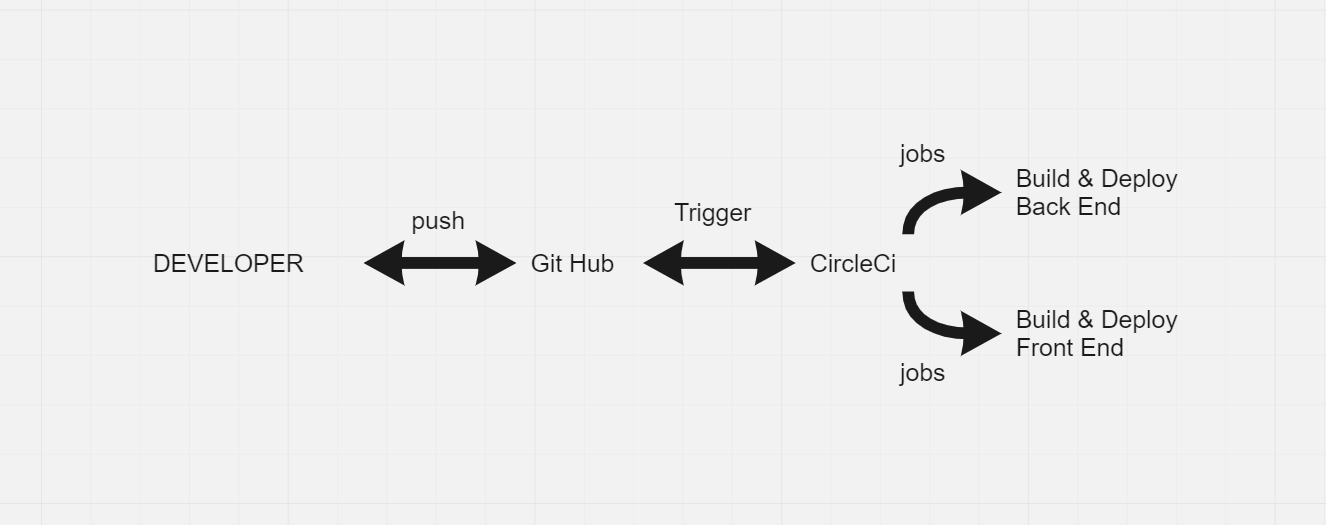 jobs
Build & Deploy
Back End
push
Trigger
DEVELOPER
Git Hub
CircleCi
Build & Deploy
Front End
jobs